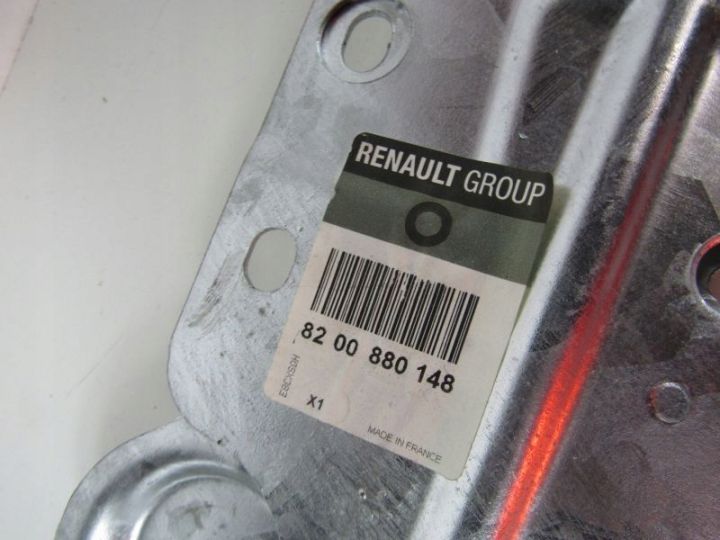 RENAULT GROUP
82 00 880 148
X1
MADE IN FRANCE